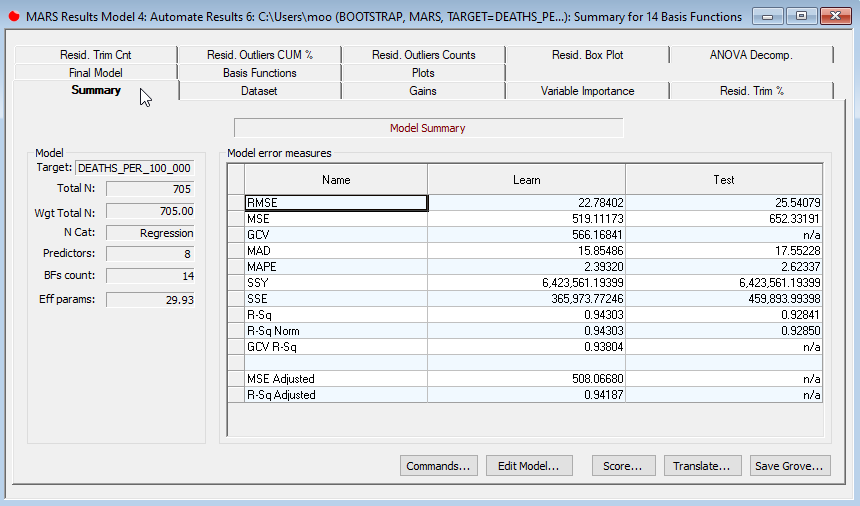 MARS Results Model 4: Automate Results 6: C:\Users\moo (BOOTSTRAP, MARS, TARGET=DEATHS_PE...): Summary for 14 Basis Functions
Resid. Trim Cnt Resid. Outliers CUM % Resid. Outliers Counts Resid. Box Plot ANOVA Decomp.
Final Model Basis Functions Plots
Summary Dataset Gains Variable Importance Resid. Trim %
Model Summary
Model
Target: DEATHS_PER_100_000
Total N: 705
Wgt Total N: 705.00
N Cat: Regression
Predictors: 8
BFs count: 14
Eff params: 29.93
Model error measures
Name Learn Test
RMSE 22.78402 25.54079
MSE 519.11173 652.33191
GCV 566.16841 n/a
MAD 15.85486 17.55228
MAPE 2.39320 2.62337
SSY 6,423,561.19399 6,423,561.19399
SSE 365,973.77246 459,893.99398
R-Sq 0.94303 0.92841
R-Sq Norm 0.94303 0.92850
GCV R-Sq 0.93804 n/a
MSE Adjusted 508.06680 n/a
R-Sq Adjusted 0.94187 n/a
Commands... Edit Model... Score... Translate... Save Grove...